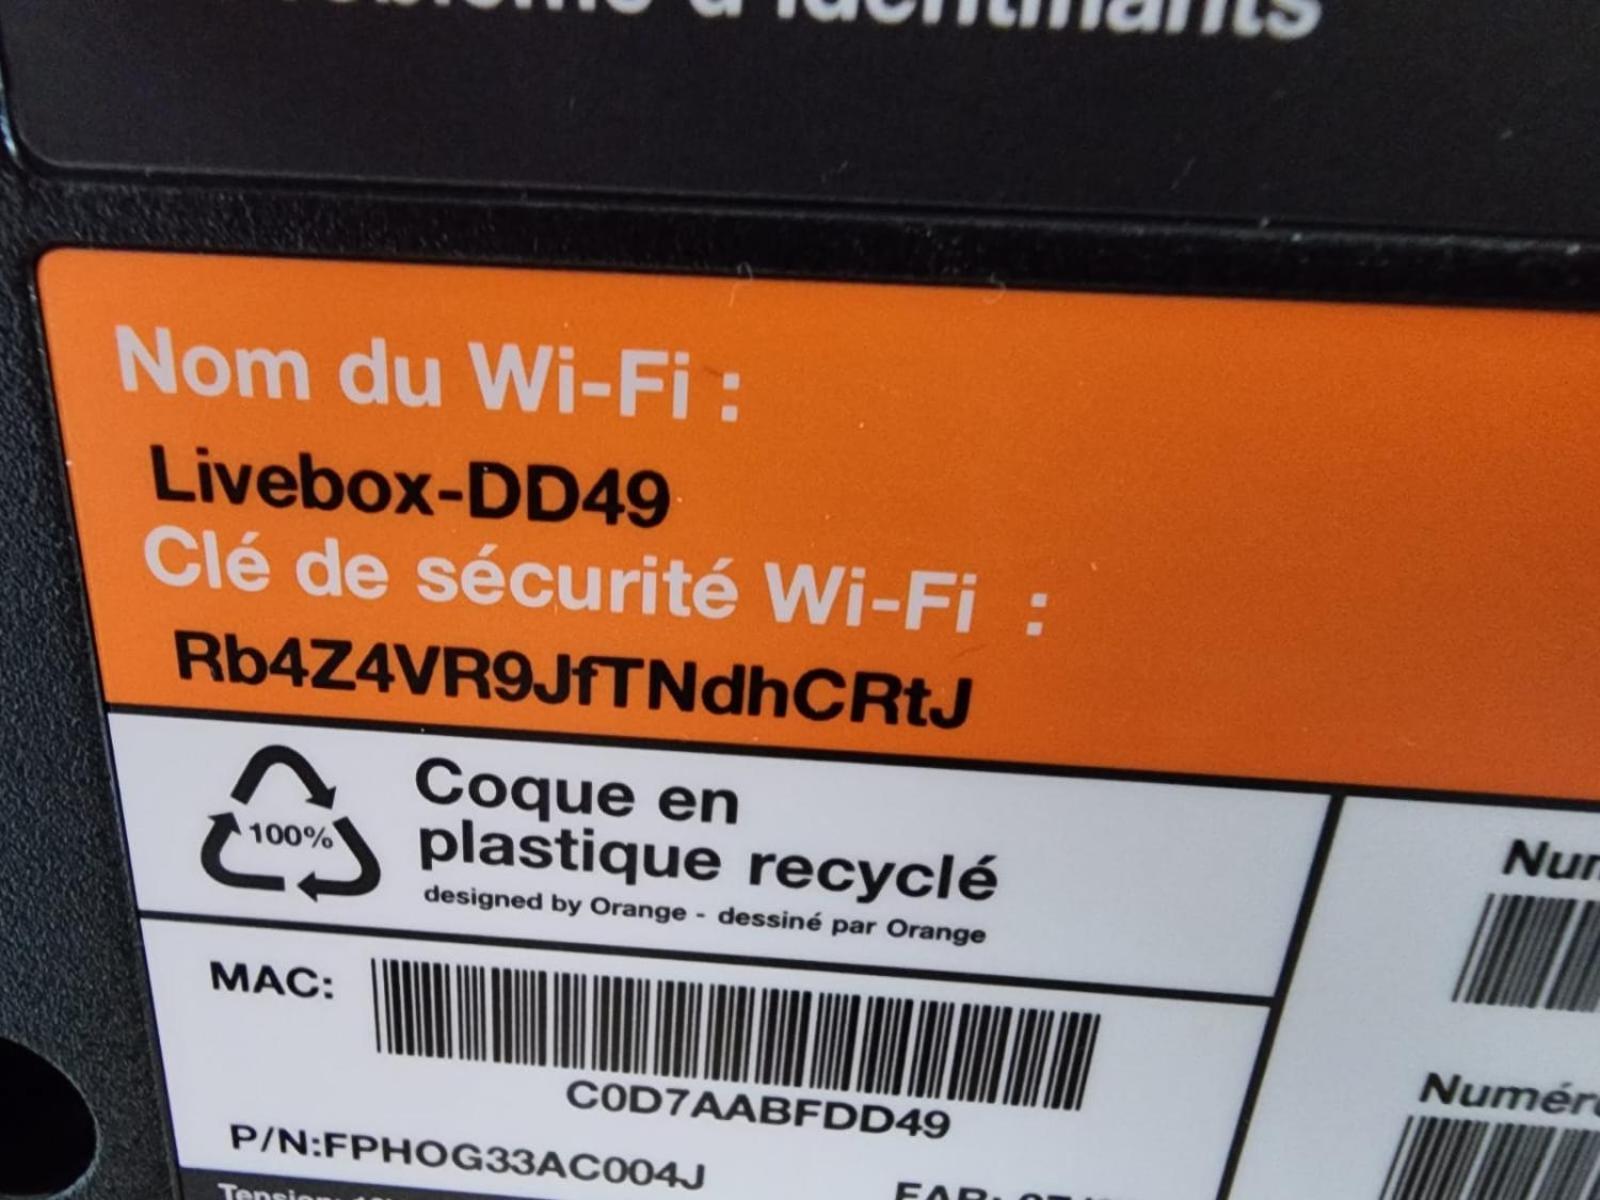 d'identifiants
Nom du Wi-Fi :
Livebox-DD49
Clé de sécurité Wi-Fi :
Rb4Z4VR9JfTNdhCRtJ
100%
Coque en
plastique recyclé
designed by Orange - dessiné par Orange
MAC:
C0D7AABFDD49
P/N:FPHOG33AC004J